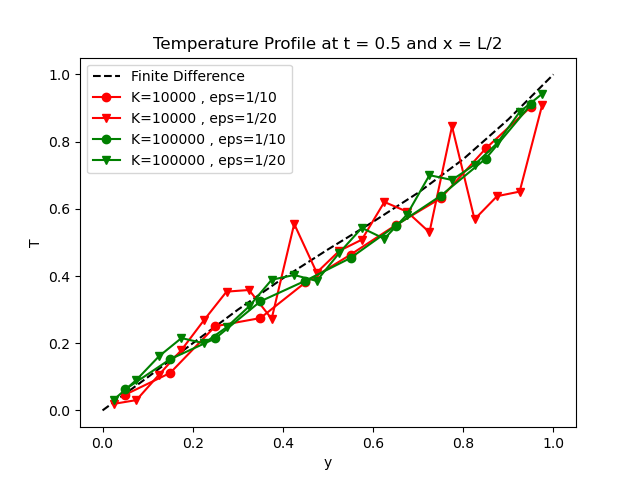 Temperature Profile at t = 0.5 and x = L/2
Finite Difference
K=10000 , eps=1/10
K=10000 , eps=1/20
K=100000 , eps=1/10
K=100000 , eps=1/20
T
1.0
0.8
0.6
0.4
0.2
0.0
0.0 0.2 0.4 0.6 0.8 1.0
y